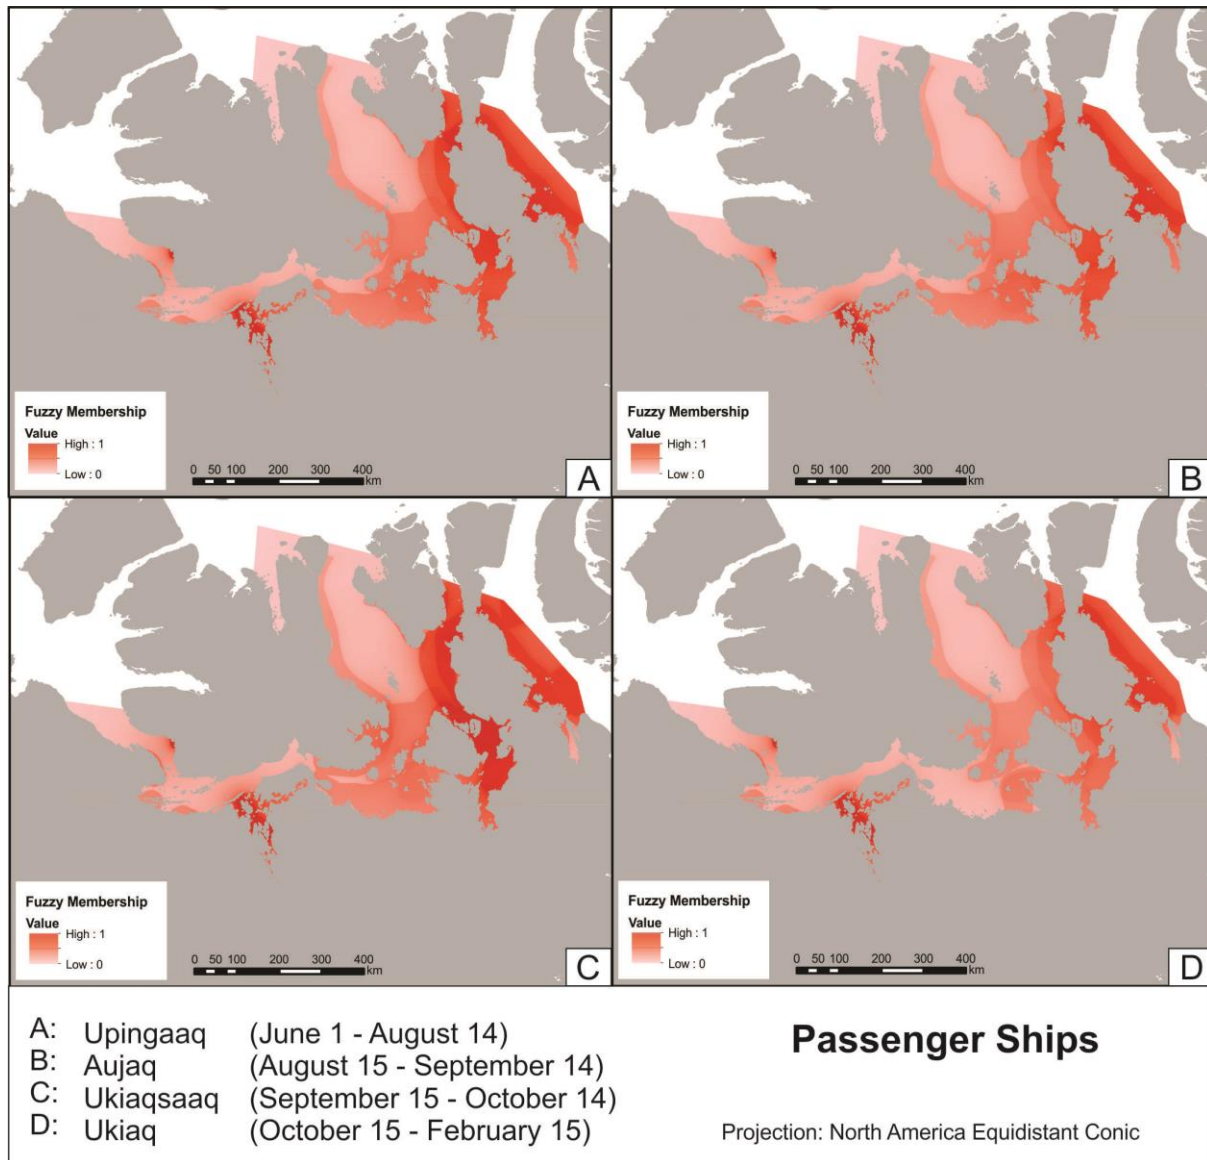 Fuzzy Membership
Value
High : 1
Low : 0
0 50 100 200 300 400
km
A
Fuzzy Membership
Value
High : 1
Low : 0
0 50 100 200 300 400
km
B
Fuzzy Membership
Value
High : 1
Low : 0
0 50 100 200 300 400
km
C
Fuzzy Membership
Value
High : 1
Low : 0
0 50 100 200 300 400
km
D
A: Upingaaq (June 1 - August 14)
B: Aujaq (August 15 - September 14)
C: Ukiaqsaaq (September 15 - October 14)
D: Ukiaq (October 15 - February 15)
Passenger Ships
Projection: North America Equidistant Conic